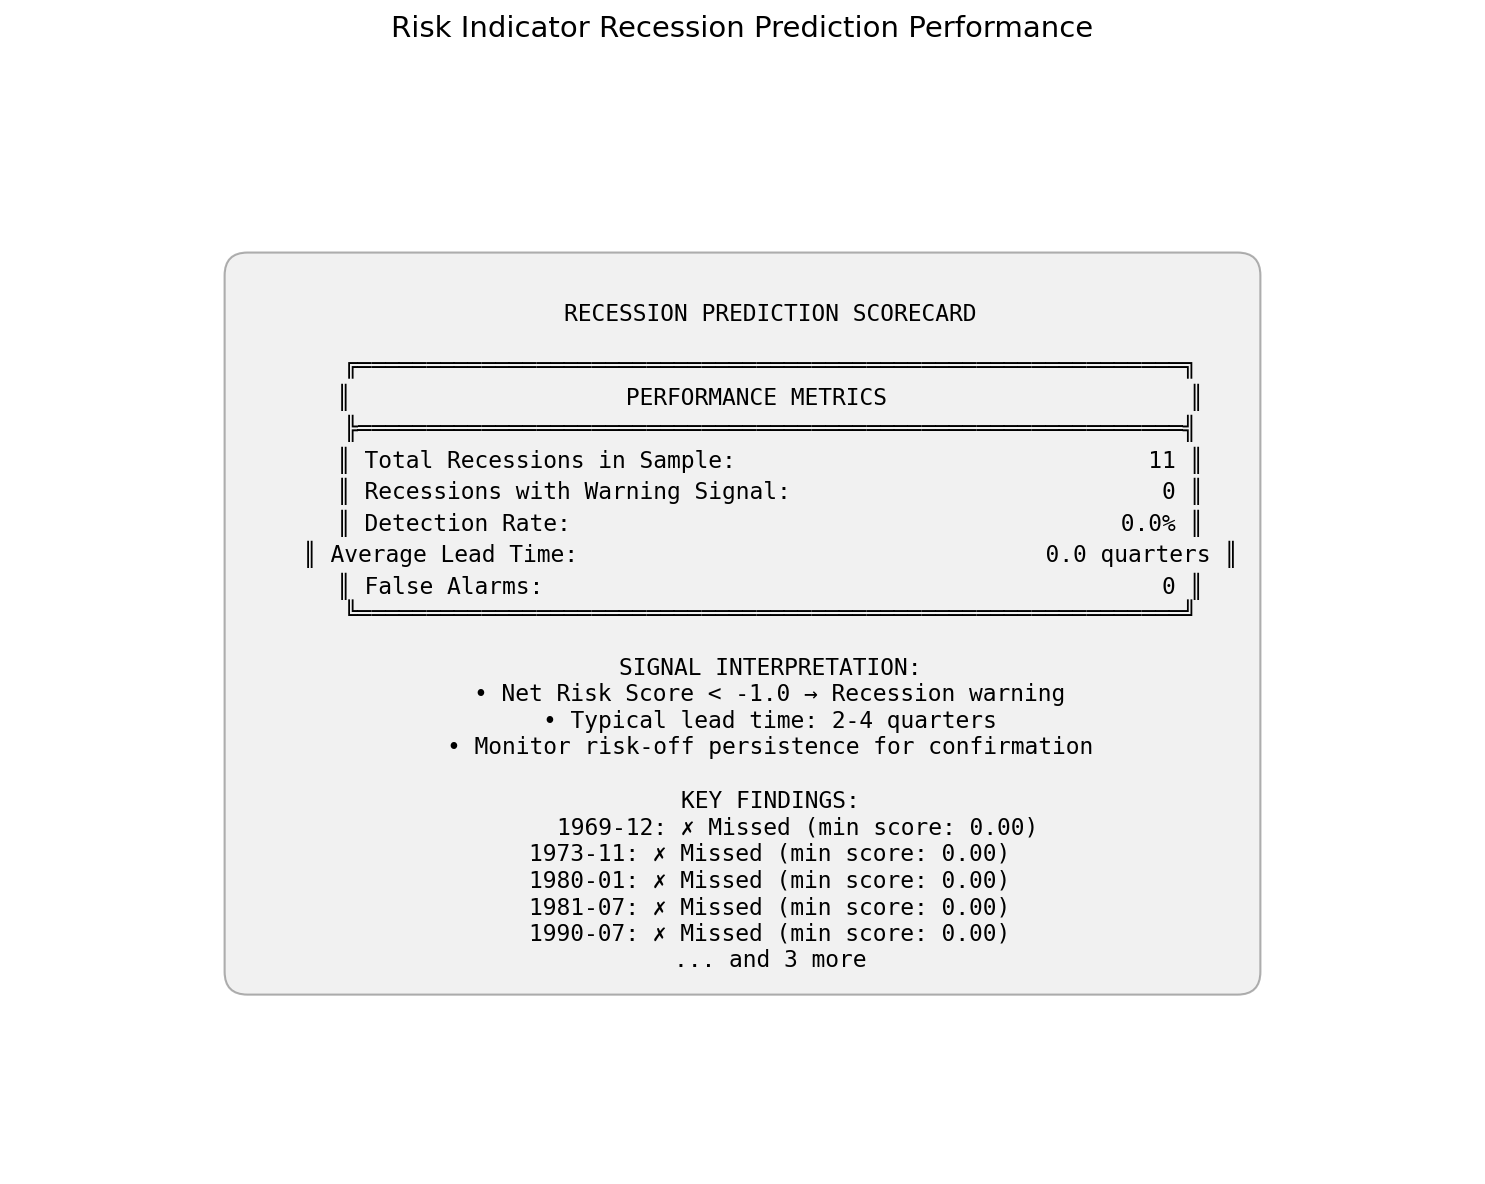 Risk Indicator Recession Prediction Performance
RECESSION PREDICTION SCORECARD
PERFORMANCE METRICS
Total Recessions in Sample: 11
Recessions with Warning Signal: 0
Detection Rate: 0.0%
Average Lead Time: 0.0 quarters
False Alarms: 0
SIGNAL INTERPRETATION:
• Net Risk Score < -1.0 → Recession warning
• Typical lead time: 2-4 quarters
• Monitor risk-off persistence for confirmation
KEY FINDINGS:
1969-12: ✗ Missed (min score: 0.00)
1973-11: ✗ Missed (min score: 0.00)
1980-01: ✗ Missed (min score: 0.00)
1981-07: ✗ Missed (min score: 0.00)
1990-07: ✗ Missed (min score: 0.00)
... and 3 more